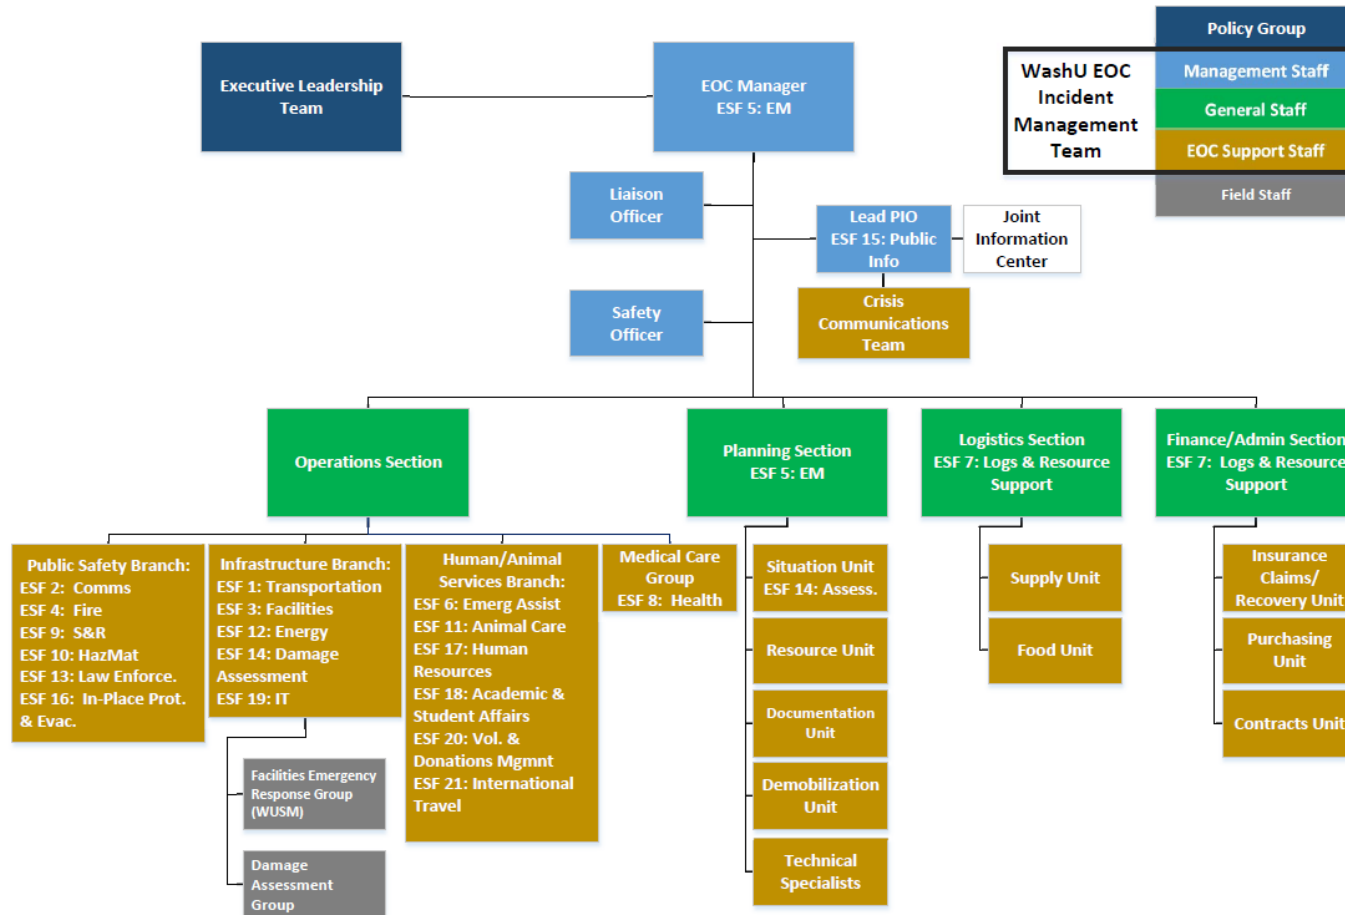 Executive Leadership
Team
EOC Manager
ESF 5: EM
WashU EOC
Incident
Management
Team
Policy Group
Management Staff
General Staff
EOC Support Staff
Field Staff
Liaison
Officer
Lead PIO
ESF 15: Public
Info
Joint
Information
Center
Safety
Officer
Crisis
Communications
Team
Operations Section
Planning Section
ESF 5: EM
Logistics Section
ESF 7: Logs & Resource
Support
Finance/Admin Section
ESF 7:  Logs & Resource
Support
Public Safety Branch:
ESF 2:  Comms
ESF 4:  Fire
ESF 9:  S&R
ESF 10: HazMat
ESF 13: Law Enforce.
ESF 16:  In-Place Prot.
& Evac.
Infrastructure Branch:
ESF 1: Transportation
ESF 3: Facilities
ESF 12: Energy
ESF 14: Damage
Assessment
ESF 19: IT
Facilities Emergency
Response Group
(WUSM)
Damage
Assessment
Group
Human/Animal
Services Branch:
ESF 6: Emerg Assist
ESF 11: Animal Care
ESF 17: Human
Resources
ESF 18: Academic &
Student Affairs
ESF 20: Vol. &
Donations Mgmnt
ESF 21: International
Travel
Medical Care
Group
ESF 8:  Health
Situation Unit
ESF 14: Assess.
Resource Unit
Documentation
Unit
Demobilization
Unit
Technical
Specialists
Supply Unit
Food Unit
Insurance
Claims/
Recovery Unit
Purchasing
Unit
Contracts Unit